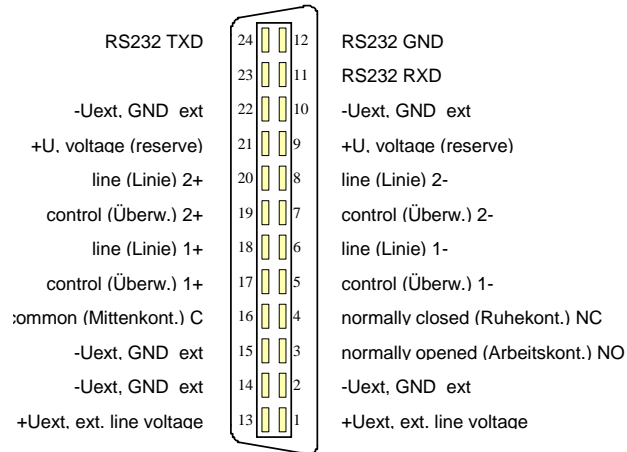 RS232 TXD 24 12 RS232 GND
23 11 RS232 RXD
-Uext, GND ext 22 10 -Uext, GND ext
+U, voltage (reserve) 21 9 +U, voltage (reserve)
line (Linie) 2+ 20 8 line (Linie) 2-
control (Überw.) 2+ 19 7 control (Überw.) 2-
line (Linie) 1+ 18 6 line (Linie) 1-
control (Überw.) 1+ 17 5 control (Überw.) 1-
common (Mittenkont.) C 16 4 normally closed (Ruhekont.) NC
-Uext, GND ext 15 3 normally opened (Arbeitskont.) NO
-Uext, GND ext 14 2 -Uext, GND ext
+Uext, ext. line voltage 13 1 +Uext, ext. line voltage